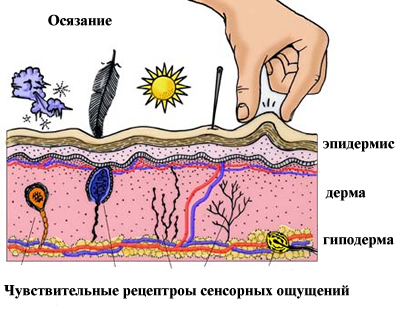 Осязание
эпидермис
дерма
гиподерма
Чувствительные рецептроы сенсорных ощущений